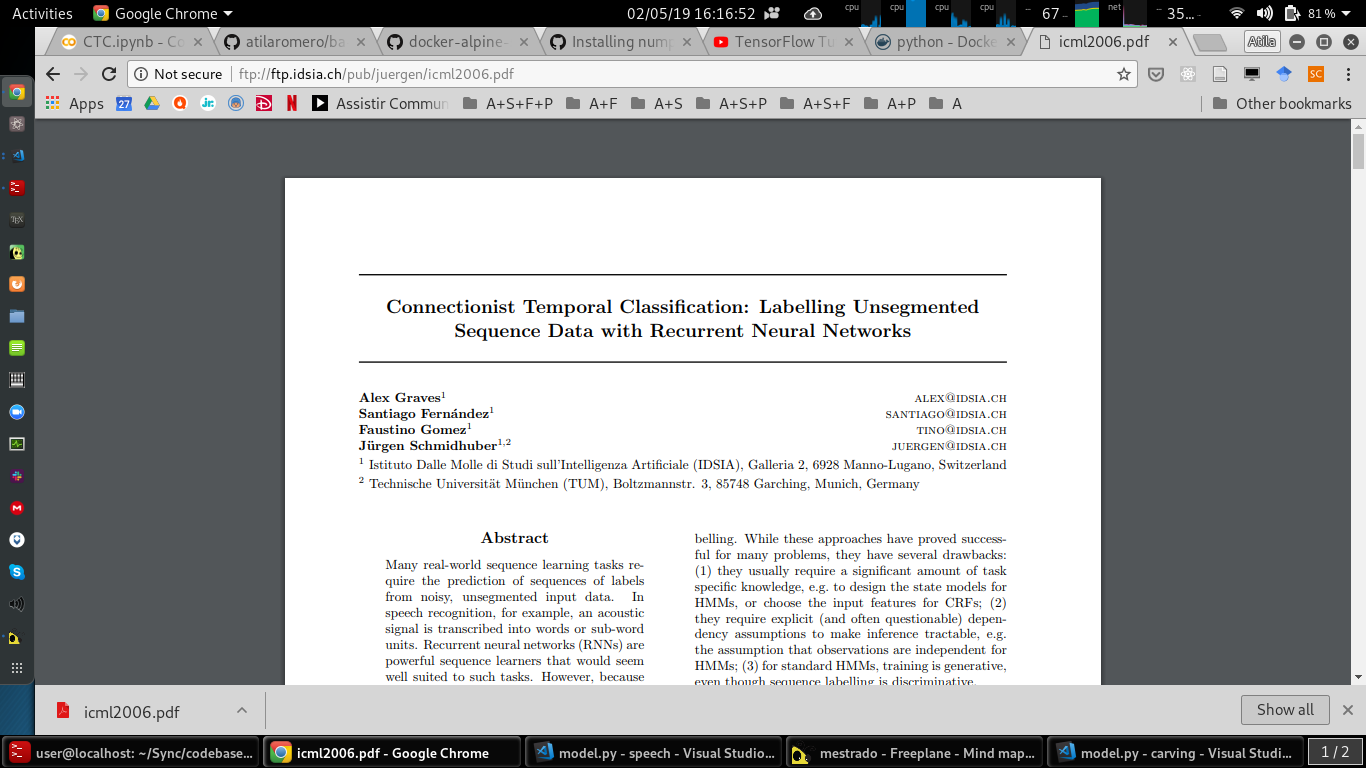 Activities
Google Chrome
02/05/19 16:16:52
cpu
cpu
cpu
cpu
67
net
35...
81 %
CTC.ipynb - Co
atilaromero/ba
docker-alpine-
Installing nump
TensorFlow Tu
python - Docke
icml2006.pdf
Atila
Not secure
ftp://ftp.idsia.ch/pub/juergen/icml2006.pdf
SC
Apps
27
jr.
N
Assistir Commun
A+S+F+P
A+F
A+S
A+S+P
A+S+F
A+P
A
Other bookmarks
Connectionist Temporal Classification: Labelling Unsegmented
Sequence Data with Recurrent Neural Networks
Alex Graves¹ ALEX@IDSIA.CH
Santiago Fernández¹ SANTIAGO@IDSIA.CH
Faustino Gomez¹ TINO@IDSIA.CH
Jürgen Schmidhuber¹,² JUERGEN@IDSIA.CH
¹ Istituto Dalle Molle di Studi sull'Intelligenza Artificiale (IDSIA), Galleria 2, 6928 Manno-Lugano, Switzerland
² Technische Universität München (TUM), Boltzmannstr. 3, 85748 Garching, Munich, Germany
Abstract
Many real-world sequence learning tasks re-
quire the prediction of sequences of labels
from noisy, unsegmented input data. In
speech recognition, for example, an acoustic
signal is transcribed into words or sub-word
units. Recurrent neural networks (RNNs) are
powerful sequence learners that would seem
well suited to such tasks. However, because
belling. While these approaches have proved success-
ful for many problems, they have several drawbacks:
(1) they usually require a significant amount of task
specific knowledge, e.g. to design the state models for
HMMs, or choose the input features for CRFs; (2)
they require explicit (and often questionable) depen-
dency assumptions to make inference tractable, e.g.
the assumption that observations are independent for
HMMs; (3) for standard HMMs, training is generative,
even though sequence labelling is discriminative.
icml2006.pdf
Show all
user@localhost: ~/Sync/codebase...
icml2006.pdf - Google Chrome
model.py - speech - Visual Studio...
mestrado - Freeplane - Mind map...
model.py - carving - Visual Studi...
1 / 2